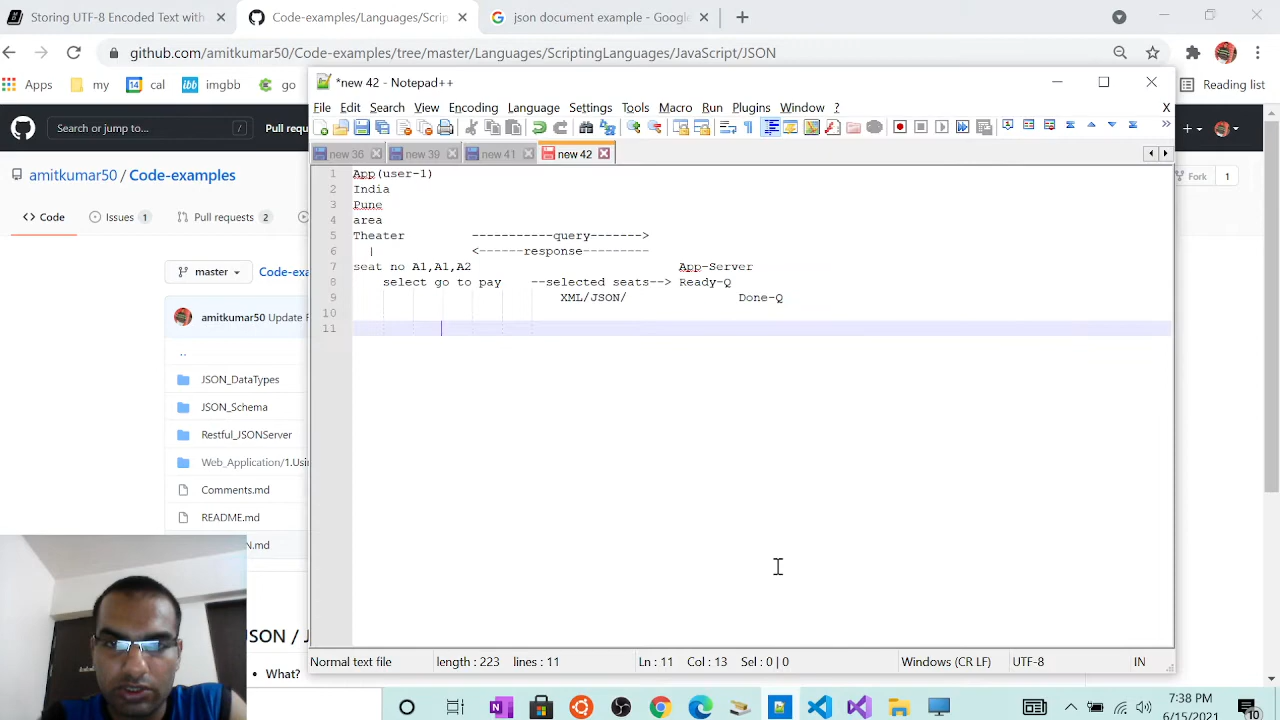 Storing UTF-8 Encoded Text with
Code-examples/Languages/Scrip
json document example - Google
github.com/amitkumar50/Code-examples/tree/master/Languages/ScriptingLanguages/JavaScript/JSON
Apps my cal imgbb go Reading list
*new 42 - Notepad++
File Edit Search View Encoding Language Settings Tools Macro Run Plugins Window ? X
new 36 new 39 new 41 new 42
Search or jump to... / Pull requ
amitkumar50 / Code-examples
Fork 1
<> Code Issues 1 Pull requests 2
master Code-exa
amitkumar50 Update F
..
JSON_DataTypes
JSON_Schema
Restful_JSONServer
Web_Application/1.Usin
Comments.md
README.md
N.md
SON / J
What?
1 App(user-1)
2 India
3 Pune
4 area
5 Theater -----------query------->
6 | <------response--------
7 seat no A1,A1,A2 App-Server
8 select go to pay --selected seats--> Ready-Q
9 XML/JSON/ Done-Q
10
11
Normal text file length : 223 lines : 11 Ln : 11 Col : 13 Sel : 0 | 0 Windows (CR LF) UTF-8 IN
7:38 PM
6/15/2021
10